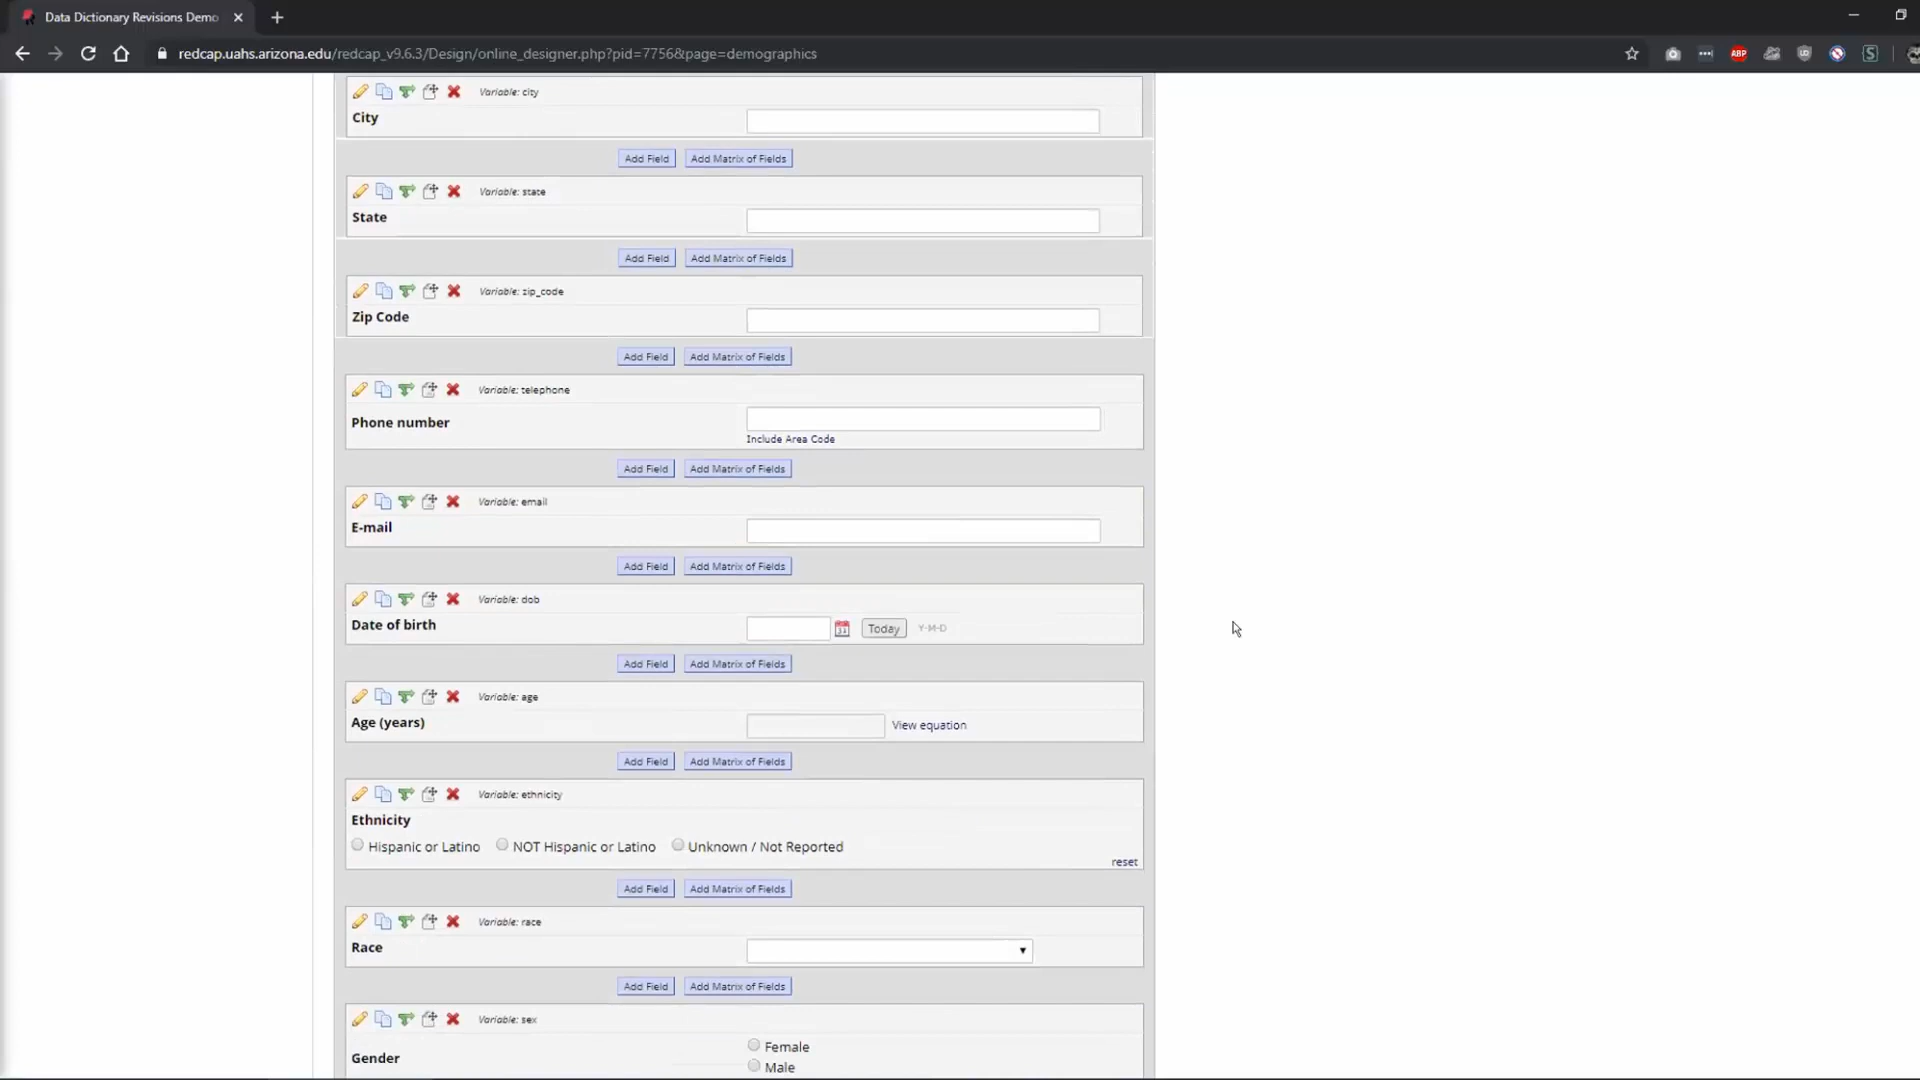 Data Dictionary Revisions Demo
redcap.uahs.arizona.edu/redcap_v9.6.3/Design/online_designer.php?pid=7756&page=demographics
ABP
Variable: city
City
Add Field Add Matrix of Fields
Variable: state
State
Add Field Add Matrix of Fields
Variable: zip_code
Zip Code
Add Field Add Matrix of Fields
Variable: telephone
Phone number
Include Area Code
Add Field Add Matrix of Fields
Variable: email
E-mail
Add Field Add Matrix of Fields
Variable: dob
Date of birth
31 Today Y-M-D
Add Field Add Matrix of Fields
Variable: age
Age (years)
View equation
Add Field Add Matrix of Fields
Variable: ethnicity
Ethnicity
Hispanic or Latino NOT Hispanic or Latino Unknown / Not Reported
reset
Add Field Add Matrix of Fields
Variable: race
Race
Add Field Add Matrix of Fields
Variable: sex
Female
Gender
Male